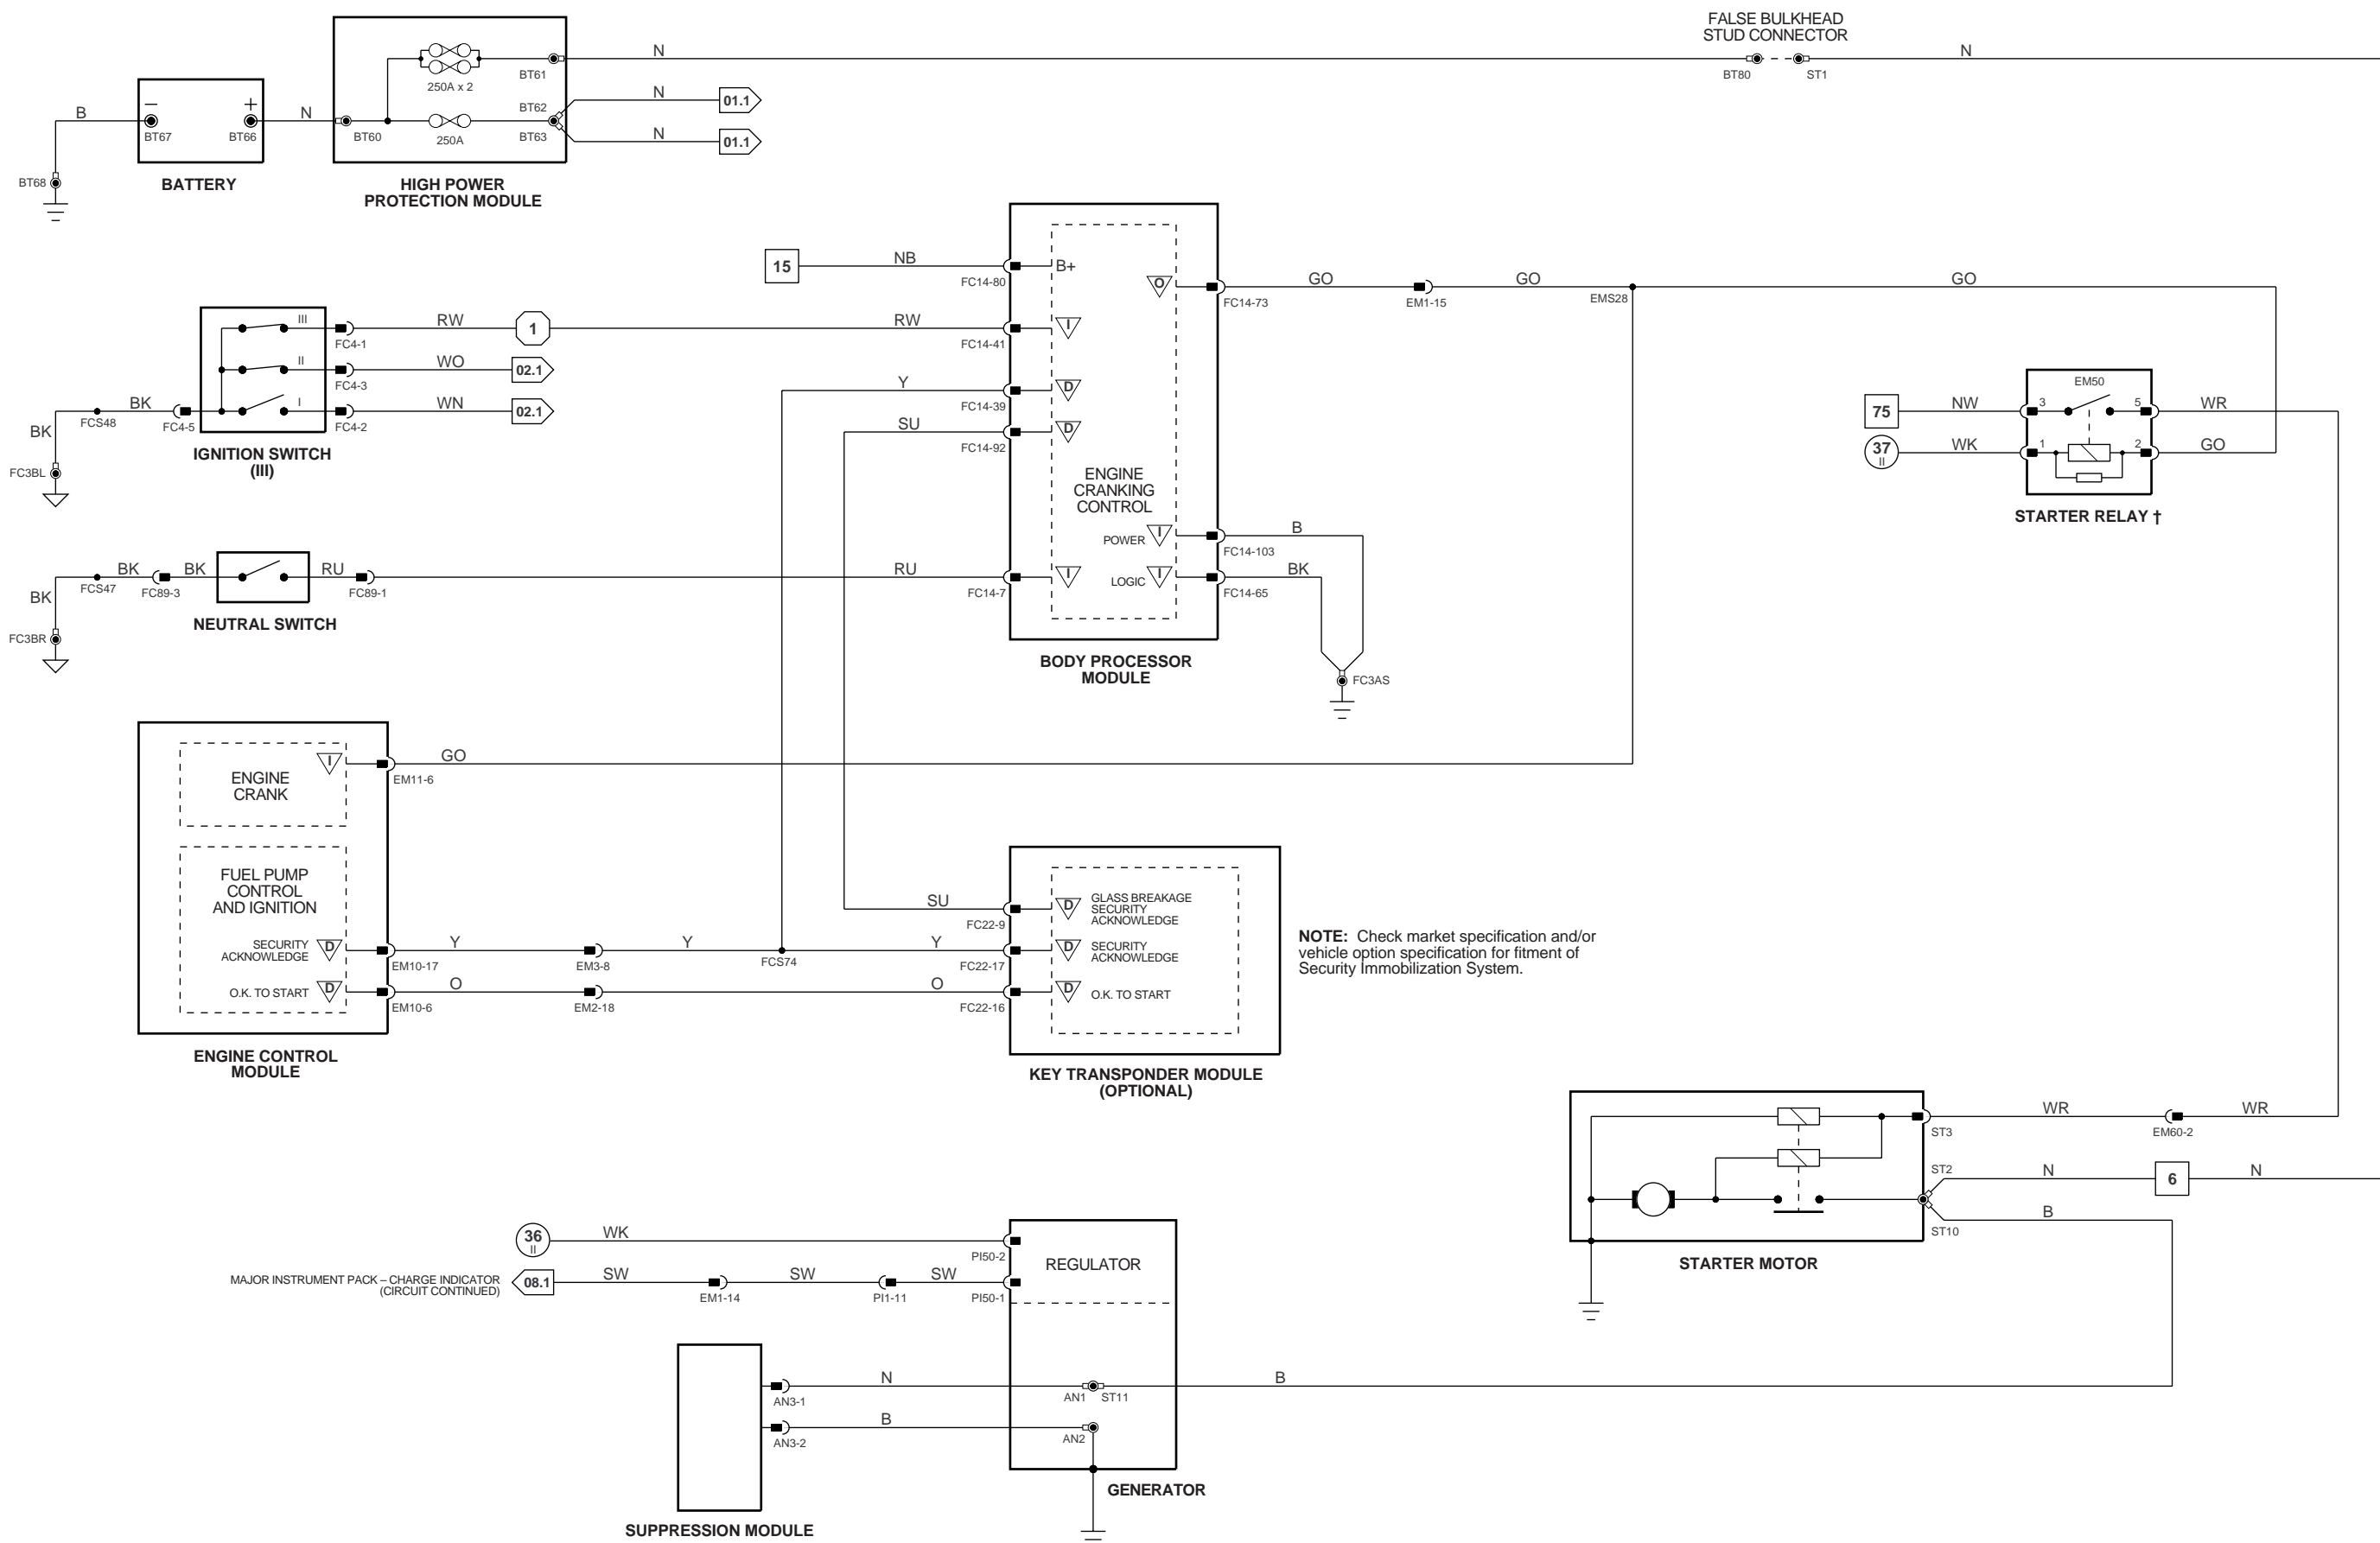 FALSE BULKHEAD
STUD CONNECTOR
N
N
BT61
BT80
ST1
250A x 2
BT62
N
01.1
B
–
+
N
BT67
BT66
BT60
250A
BT63
N
01.1
BT68
BATTERY
HIGH POWER
PROTECTION MODULE
15
NB
FC14-80
B+
O
FC14-73
GO
EM1-15
GO
EMS28
GO
III
FC4-1
RW
1
RW
FC14-41
I
II
FC4-3
WO
02.1
Y
FC14-39
D
BK
FCS48
BK
FC4-5
I
FC4-2
WN
02.1
SU
FC14-92
D
FC3BL
IGNITION SWITCH
(III)
EM50
75
NW
3
5
WR
37
II
WK
1
2
GO
STARTER RELAY †
ENGINE
CRANKING
CONTROL
POWER
I
FC14-103
B
LOGIC
I
FC14-65
BK
FC3AS
BK
FCS47
BK
FC89-3
BK
RU
FC89-1
RU
FC14-7
I
FC3BR
NEUTRAL SWITCH
BODY PROCESSOR
MODULE
ENGINE
CRANK
I
EM11-6
GO
FUEL PUMP
CONTROL
AND IGNITION
SECURITY
ACKNOWLEDGE
D
EM10-17
Y
EM3-8
Y
FCS74
Y
FC22-17
D
SECURITY
ACKNOWLEDGE
SU
FC22-9
D
GLASS BREAKAGE
SECURITY
ACKNOWLEDGE
O.K. TO START
D
EM10-6
O
EM2-18
O
FC22-16
D
O.K. TO START
NOTE: Check market specification and/or
vehicle option specification for fitment of
Security Immobilization System.
ENGINE CONTROL
MODULE
KEY TRANSPONDER MODULE
(OPTIONAL)
ST3
WR
EM60-2
WR
ST2
N
6
N
ST10
B
STARTER MOTOR
36
II
WK
PI50-2
REGULATOR
MAJOR INSTRUMENT PACK – CHARGE INDICATOR
(CIRCUIT CONTINUED)
08.1
SW
EM1-14
SW
PI1-11
SW
PI50-1
AN3-1
N
AN1
ST11
B
AN3-2
B
AN2
GENERATOR
SUPPRESSION MODULE